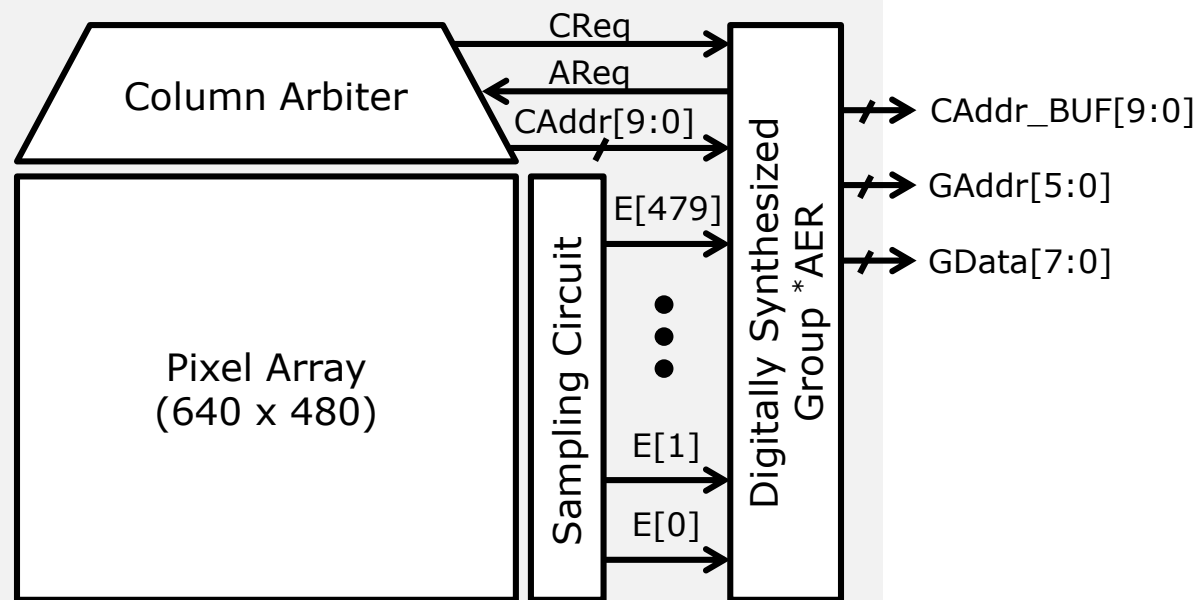 CReq
AReq
Column Arbiter
CAddr[9:0]
CAddr_BUF[9:0]
GAddr[5:0]
GData[7:0]
E[479]
Pixel Array
(640 x 480)
Sampling Circuit
E[1]
E[0]
Digitally Synthesized
Group *AER